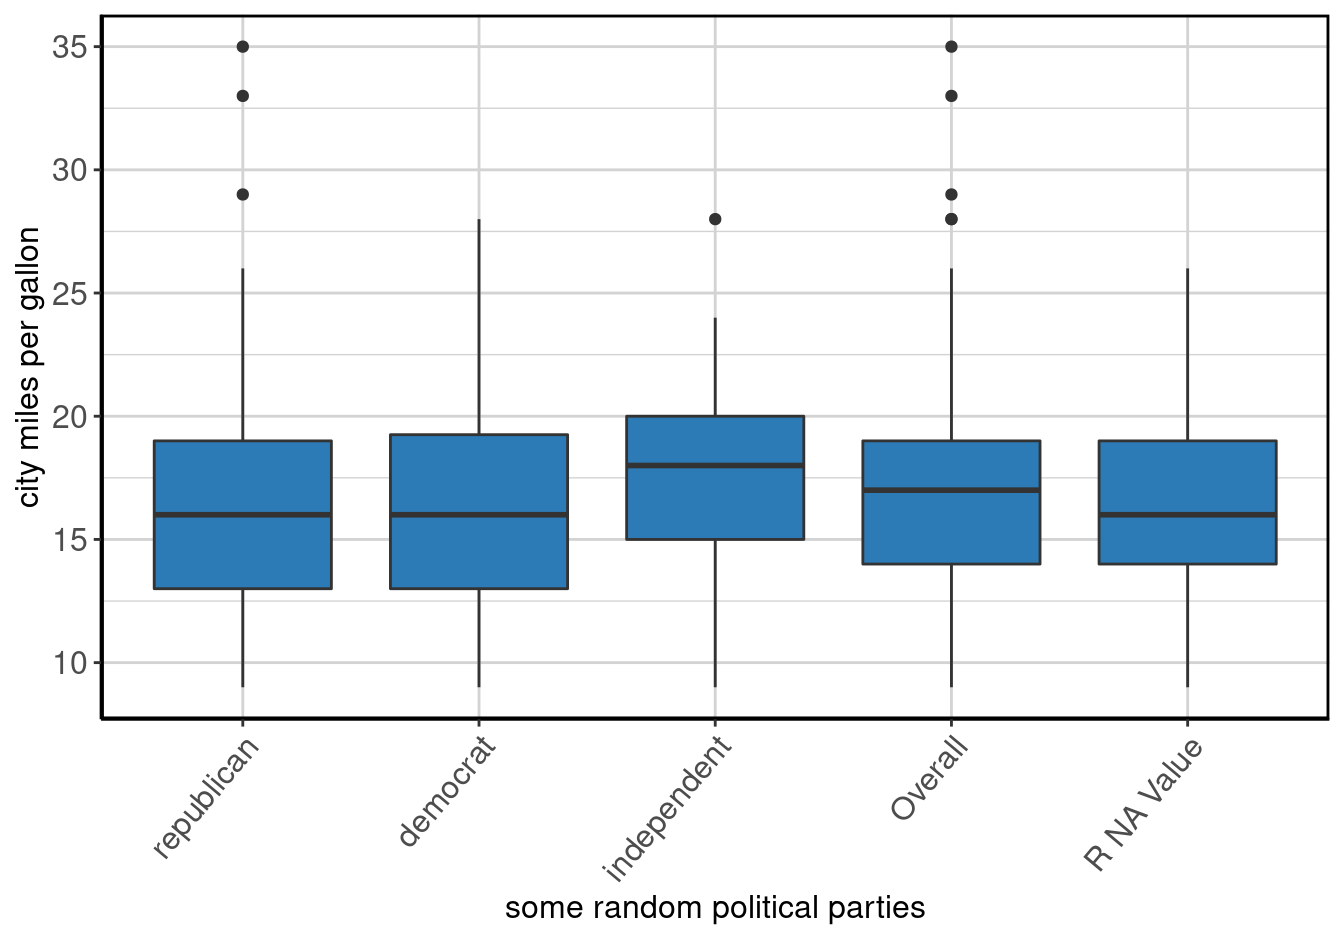 city miles per gallon
35
30
25
20
15
10
republican
democrat
independent
Overall
R NA Value
some random political parties